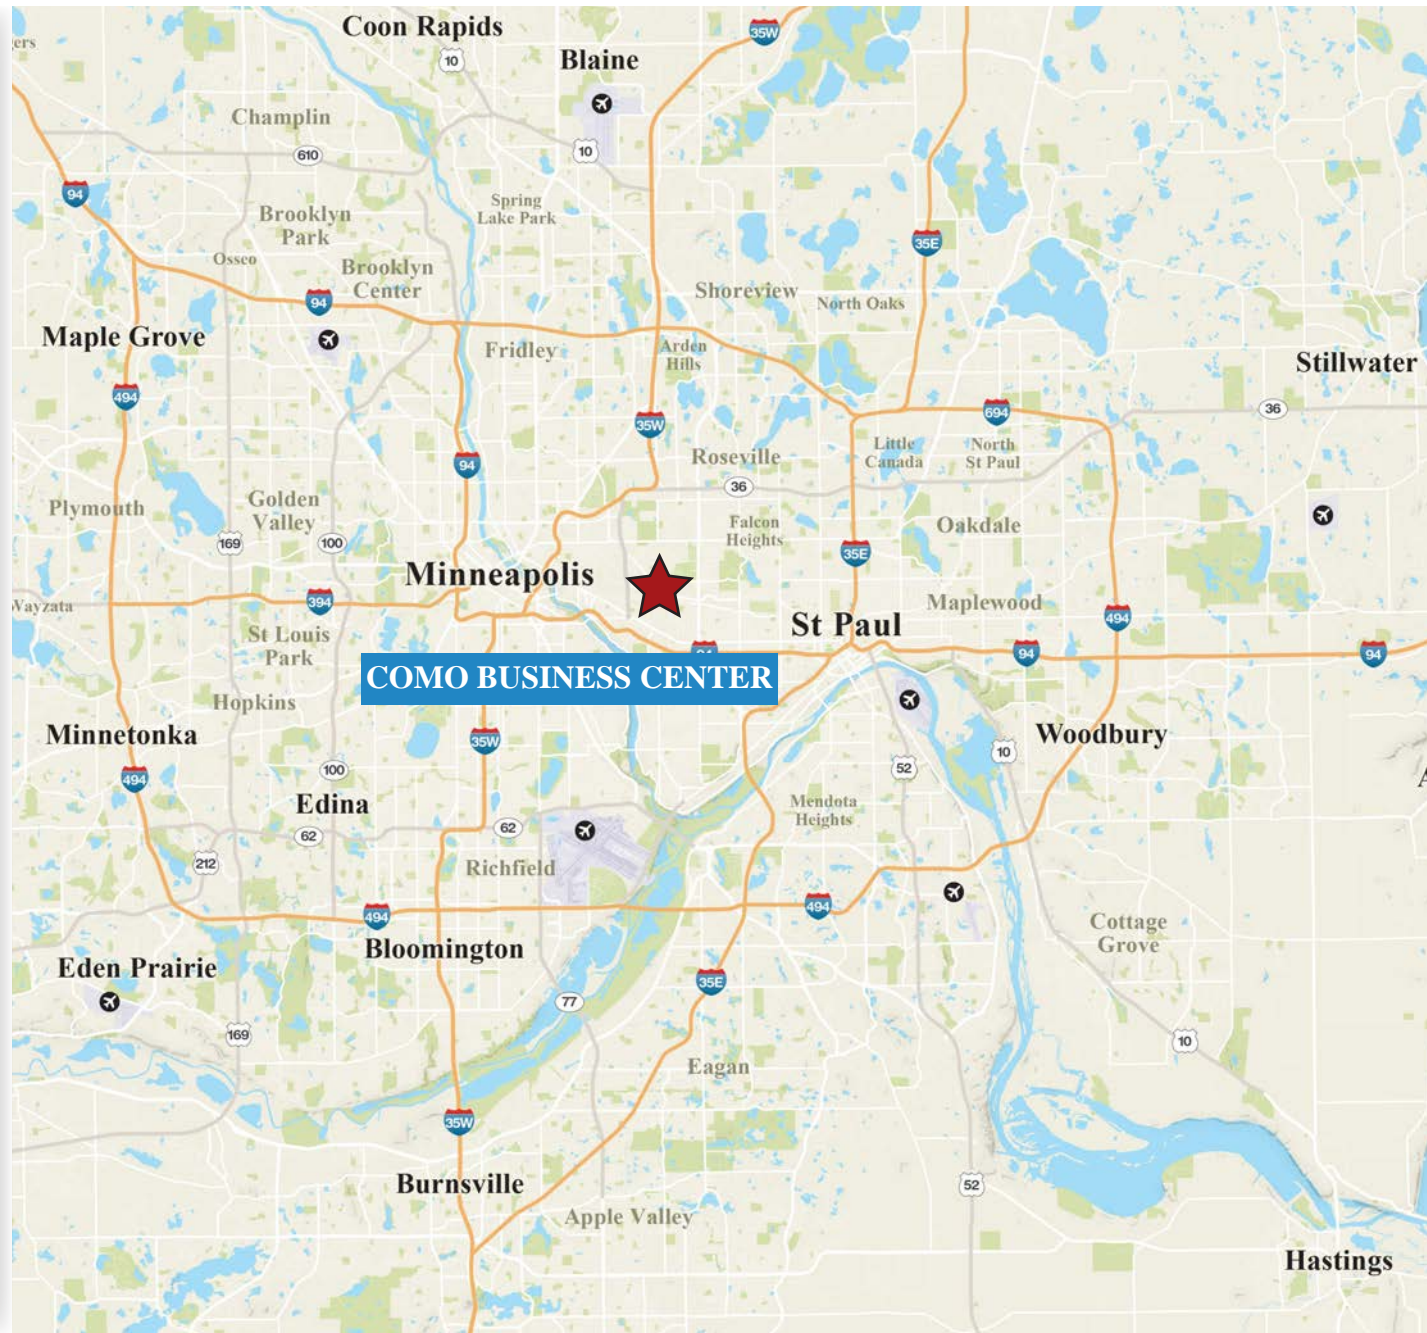 Coon Rapids
35W
Blaine
10
Champlin
10
610
94
Spring
Lake Park
Brooklyn
Park
35E
Osseo
Brooklyn
Center
Shoreview
North Oaks
94
Maple Grove
Fridley
Arden
Hills
Stillwater
494
694
36
35W
Little
Canada
North
St Paul
Roseville
94
36
Plymouth
Golden
Valley
Falcon
Heights
Oakdale
169
100
35E
Minneapolis
Wayzata
394
Maplewood
494
St Paul
St Louis
Park
94
94
94
COMO BUSINESS CENTER
Hopkins
Minnetonka
35W
Woodbury
10
494
100
52
Edina
Mendota
Heights
62
62
212
Richfield
494
494
Cottage
Grove
Bloomington
Eden Prairie
35E
77
169
10
Eagan
35W
Burnsville
52
Apple Valley
Hastings